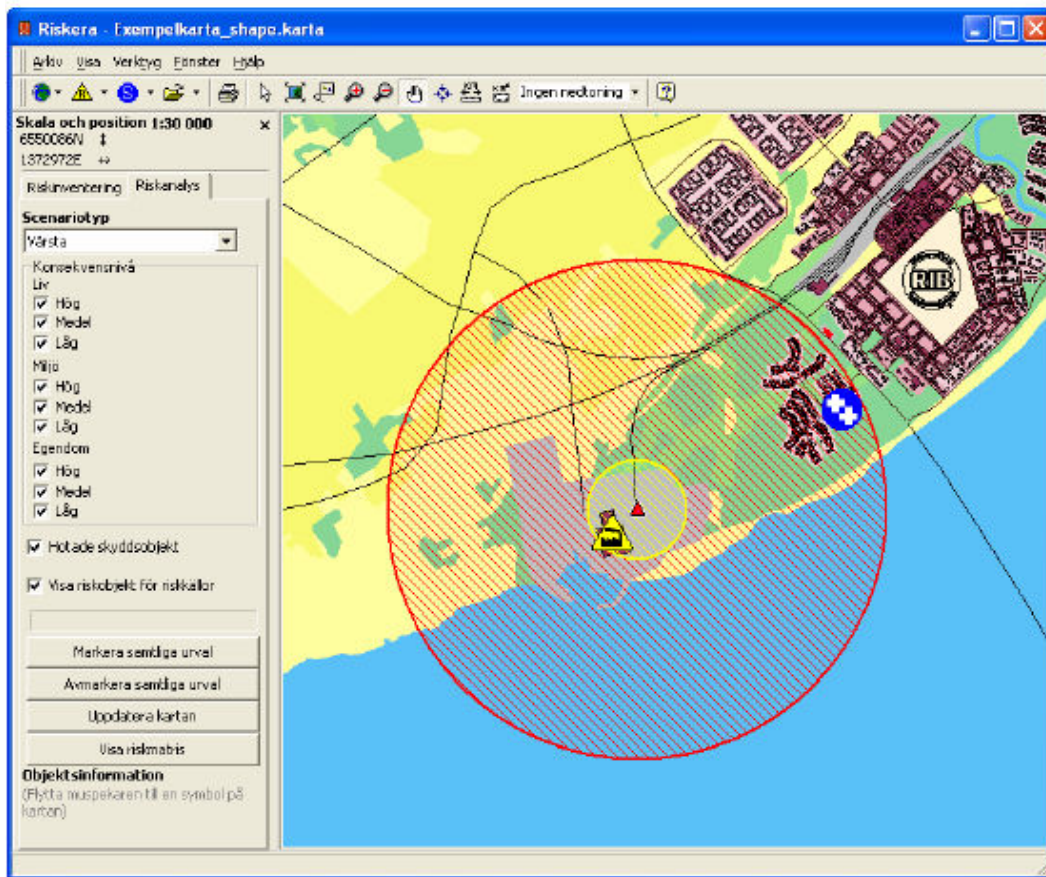 Riskera - Exempelkarta_shape.karta
Arkiv Visa Verktyg Fönster Hjälp
Ingen nedtoning
Skala och position 1:30 000
6550086N
1372972E
Riskinventering Riskanalys
Scenariotyp
Värsta
Konsekvensnivå
Liv
Hög
Medel
Låg
Miljö
Hög
Medel
Låg
Egendom
Hög
Medel
Låg
Hotade skyddsobjekt
Visa riskobjekt för riskkällor
Markera samtliga urval
Avmarkera samtliga urval
Uppdatera kartan
Visa riskmatris
Objektsinformation
(Flytta muspekaren till en symbol på
kartan)
RIB